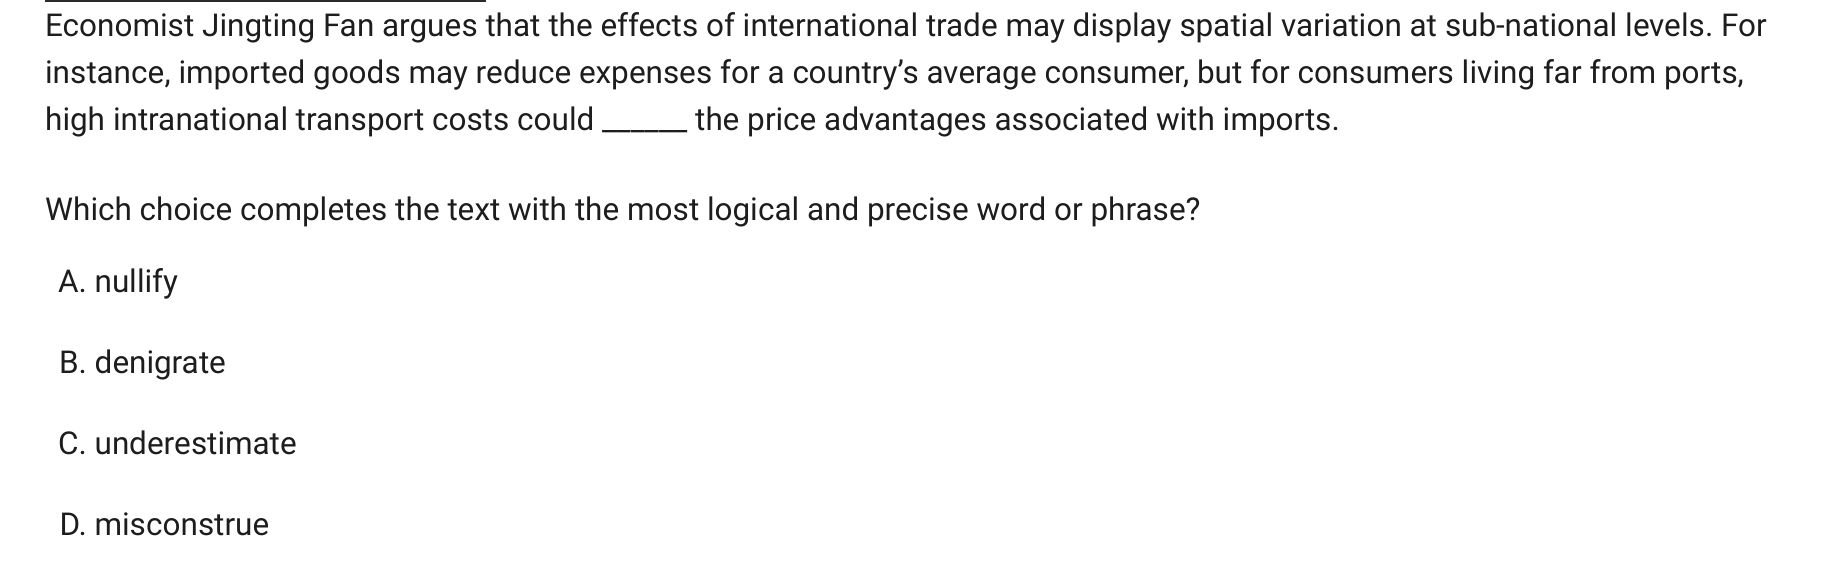 Economist Jingting Fan argues that the effects of international trade may display spatial variation at sub-national levels. For
instance, imported goods may reduce expenses for a country’s average consumer, but for consumers living far from ports,
high intranational transport costs could ______ the price advantages associated with imports.
Which choice completes the text with the most logical and precise word or phrase?
A. nullify
B. denigrate
C. underestimate
D. misconstrue